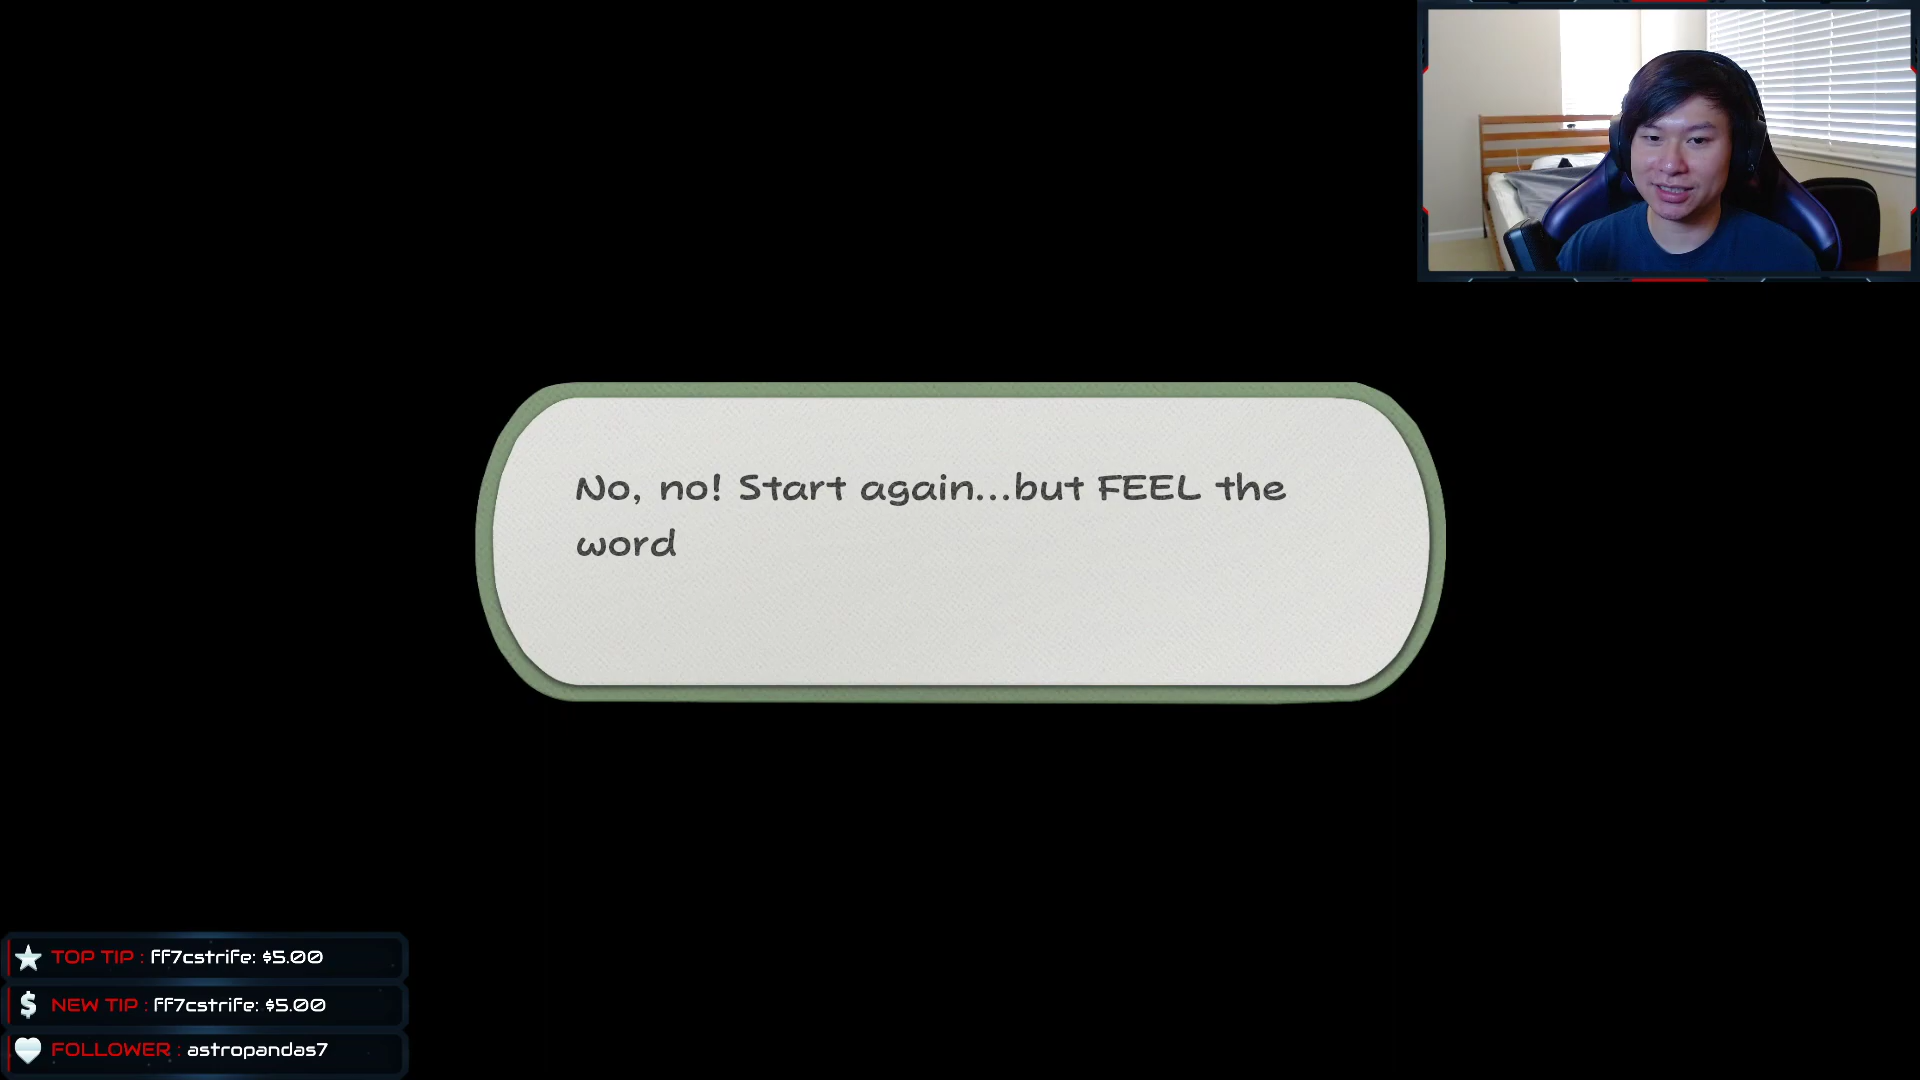 No, no! Start again...but FEEL the
word
TOP TIP : ff7cstrife: $5.00
NEW TIP : ff7cstrife: $5.00
FOLLOWER : astropandas7